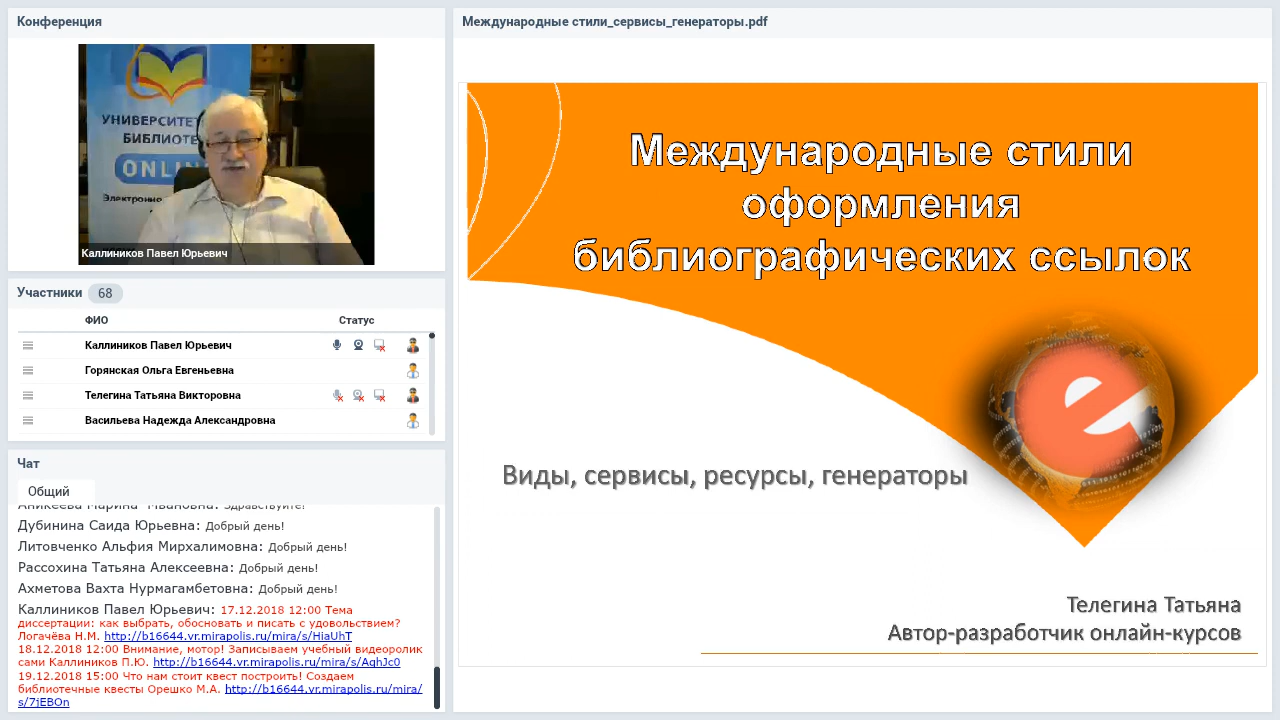 Конференция
УНИВЕРСИТЕТ
БИБЛИОТЕ
ONLIN
Электронно
Каллиников Павел Юрьевич
Участники 68
ФИО Статус
Каллиников Павел Юрьевич
Горянская Ольга Евгеньевна
Телегина Татьяна Викторовна
Васильева Надежда Александровна
Чат
Общий
Аникеева Марина Ивановна: Здравствуйте!
Дубинина Саида Юрьевна: Добрый день!
Литовченко Альфия Мирхалимовна: Добрый день!
Рассохина Татьяна Алексеевна: Добрый день!
Ахметова Вахта Нурмагамбетовна: Добрый день!
Каллиников Павел Юрьевич: 17.12.2018 12:00 Тема
диссертации: как выбрать, обосновать и писать с удовольствием?
Логачёва Н.М. http://b16644.vr.mirapolis.ru/mira/s/HiaUhT
18.12.2018 12:00 Внимание, мотор! Записываем учебный видеоролик
сами Каллиников П.Ю. http://b16644.vr.mirapolis.ru/mira/s/AqhJc0
19.12.2018 15:00 Что нам стоит квест построить! Создаем
библиотечные квесты Орешко М.А. http://b16644.vr.mirapolis.ru/mira/
s/7jEBOn
Международные стили_сервисы_генераторы.pdf
Международные стили
оформления
библиографических ссылок
Виды, сервисы, ресурсы, генераторы
Телегина Татьяна
Автор-разработчик онлайн-курсов